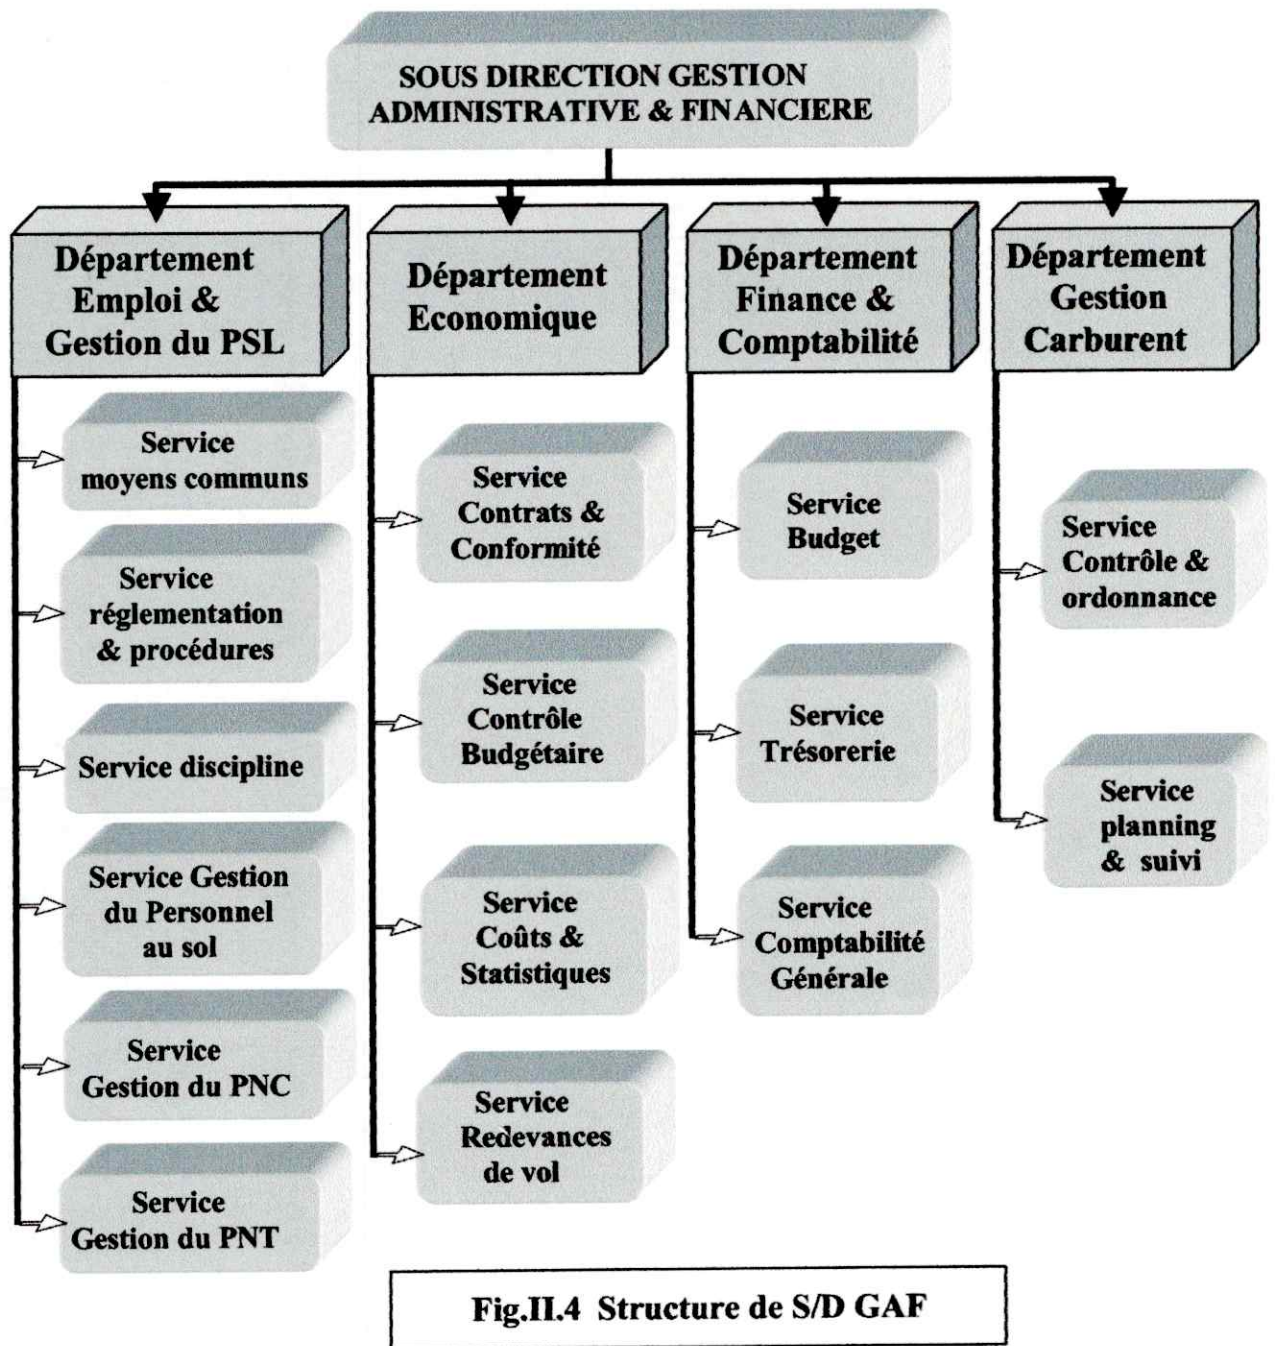 SOUS DIRECTION GESTION
ADMINISTRATIVE & FINANCIERE
Département
Emploi &
Gestion du PSL
Service
moyens communs
Service
réglementation
& procédures
Service discipline
Service Gestion
du Personnel
au sol
Service
Gestion du PNC
Service
Gestion du PNT
Département
Economique
Service
Contrats &
Conformité
Service
Contrôle
Budgétaire
Service
Coûts &
Statistiques
Service
Redevances
de vol
Département
Finance &
Comptabilité
Service
Budget
Service
Trésorerie
Service
Comptabilité
Générale
Département
Gestion
Carburent
Service
Contrôle &
ordonnance
Service
planning
& suivi
Fig.II.4 Structure de S/D GAF